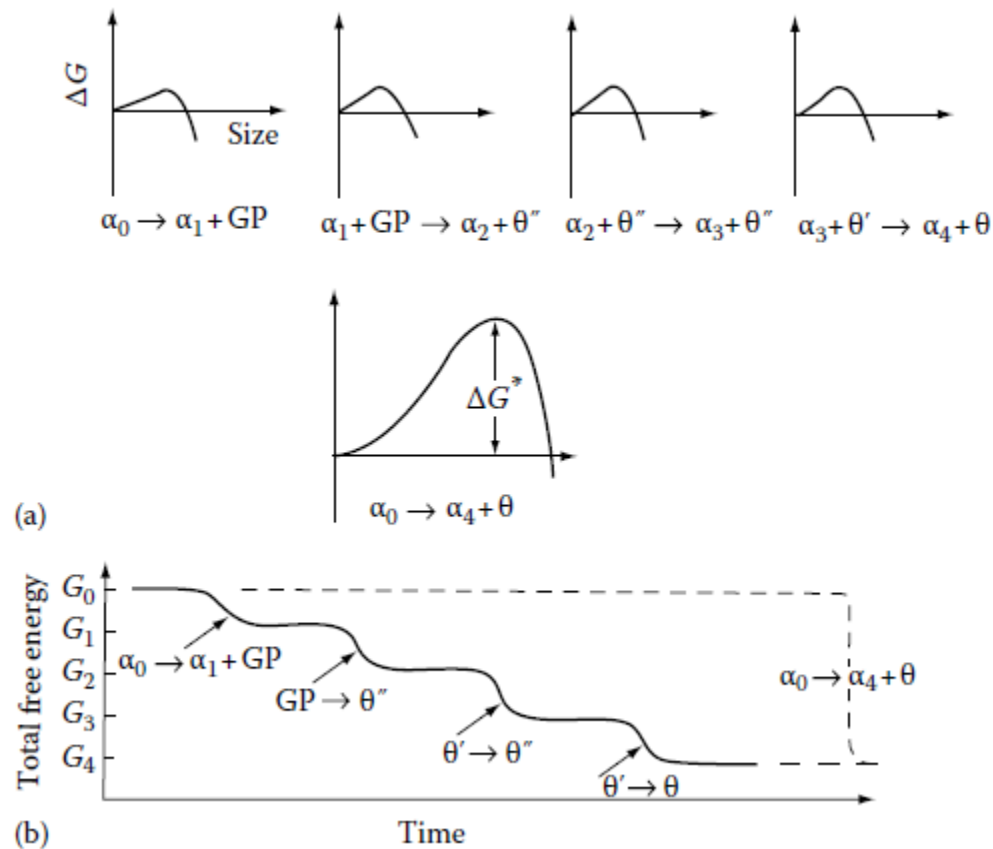 ΔG
Size
α₀ → α₁ + GP
α₁ + GP → α₂ + θ″
α₂ + θ″ → α₃ + θ″
α₃ + θ′ → α₄ + θ
ΔG*
α₀ → α₄ + θ
(a)
Total free energy
G₀
G₁
G₂
G₃
G₄
α₀ → α₁ + GP
GP → θ″
θ′ → θ″
θ′ → θ
α₀ → α₄ + θ
(b)
Time